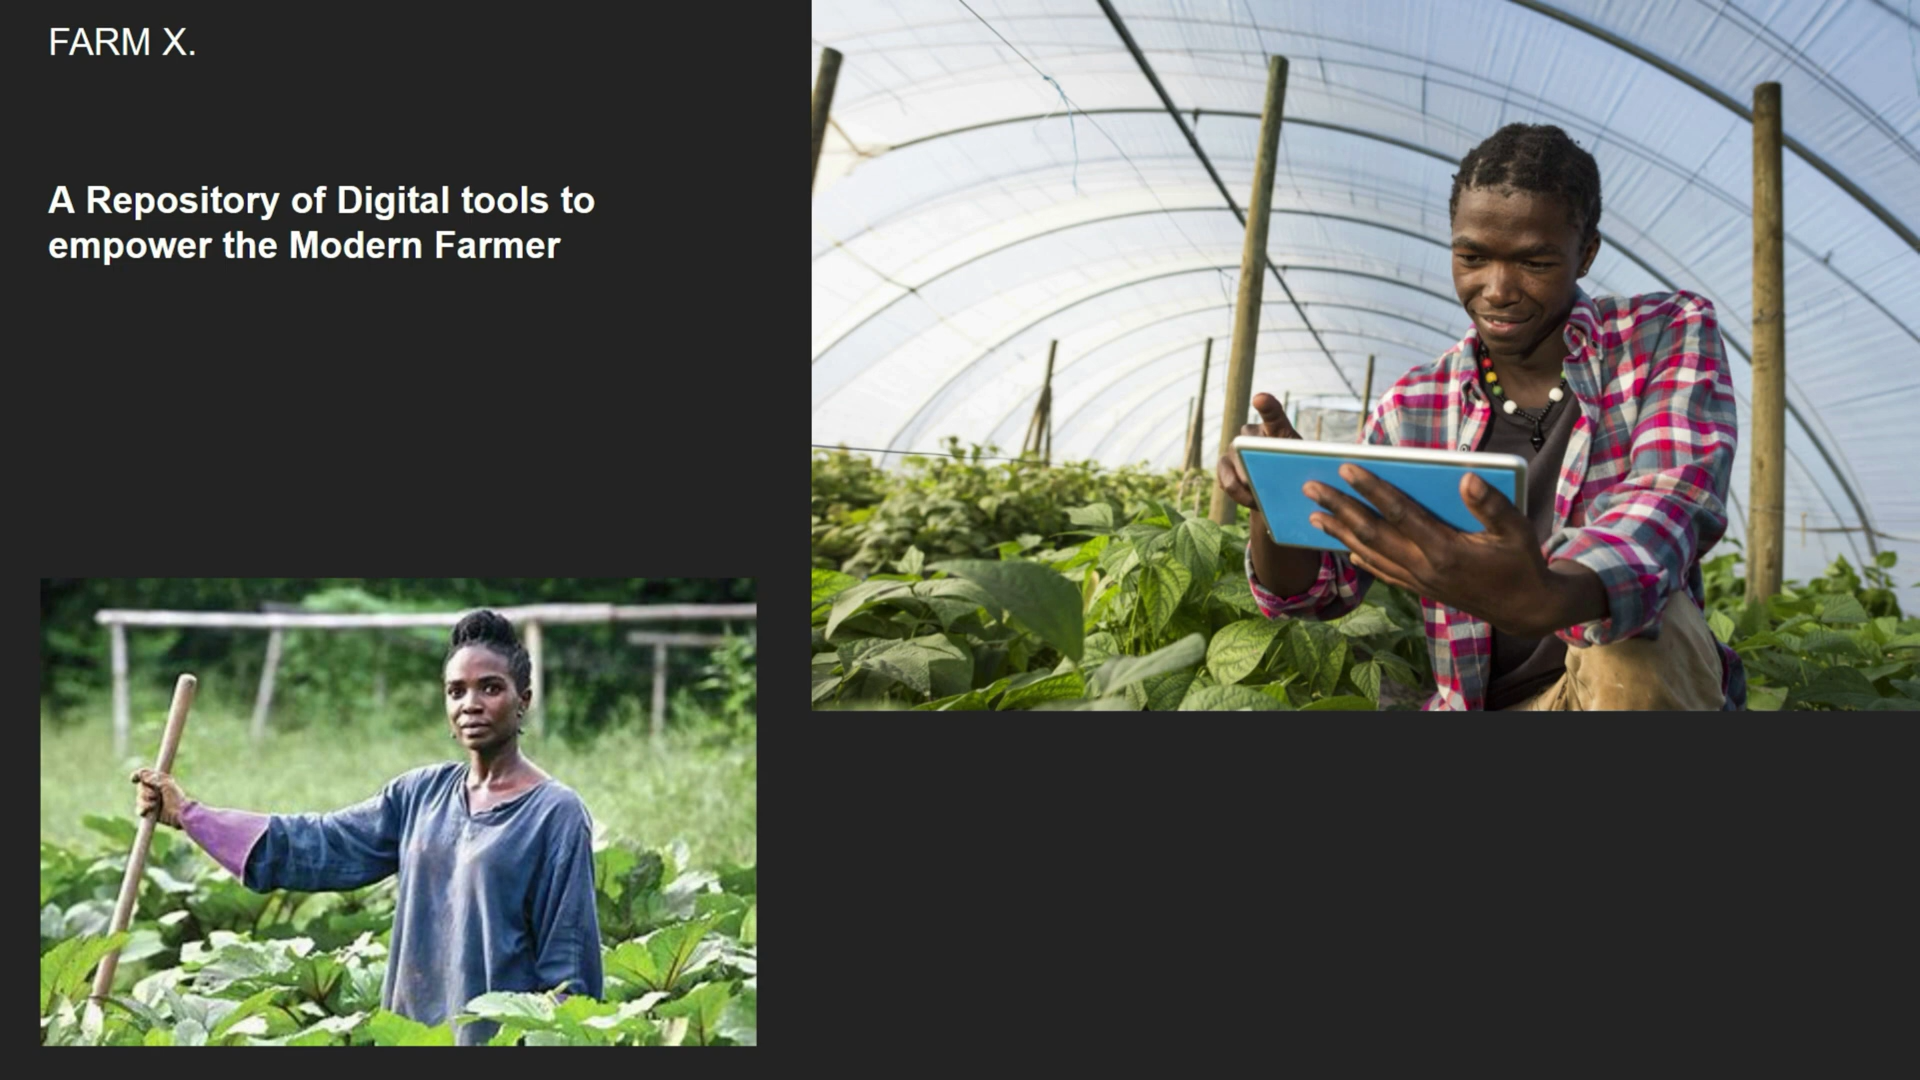 FARM X.
A Repository of Digital tools to
empower the Modern Farmer